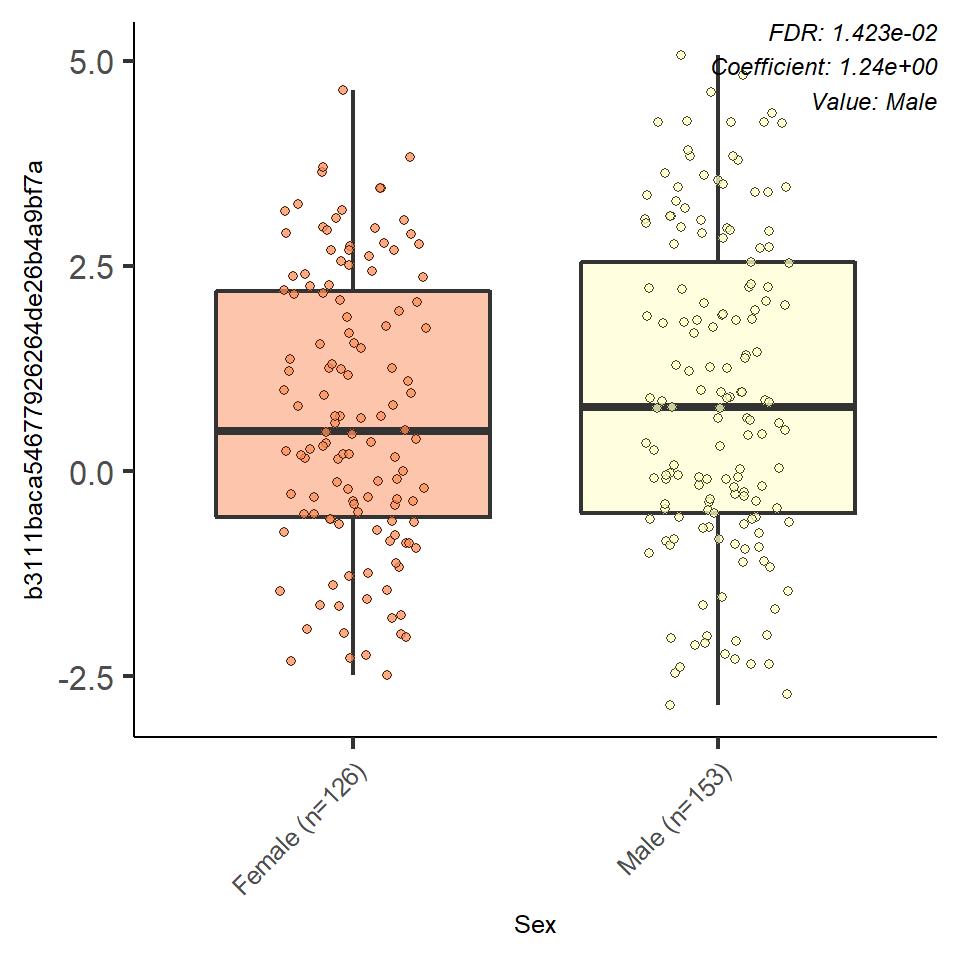 FDR: 1.423e-02
Coefficient: 1.24e+00
Value: Male
5.0
2.5
0.0
-2.5
b3111baca54677926264de26b4a9bf7a
Female (n=126)
Male (n=153)
Sex